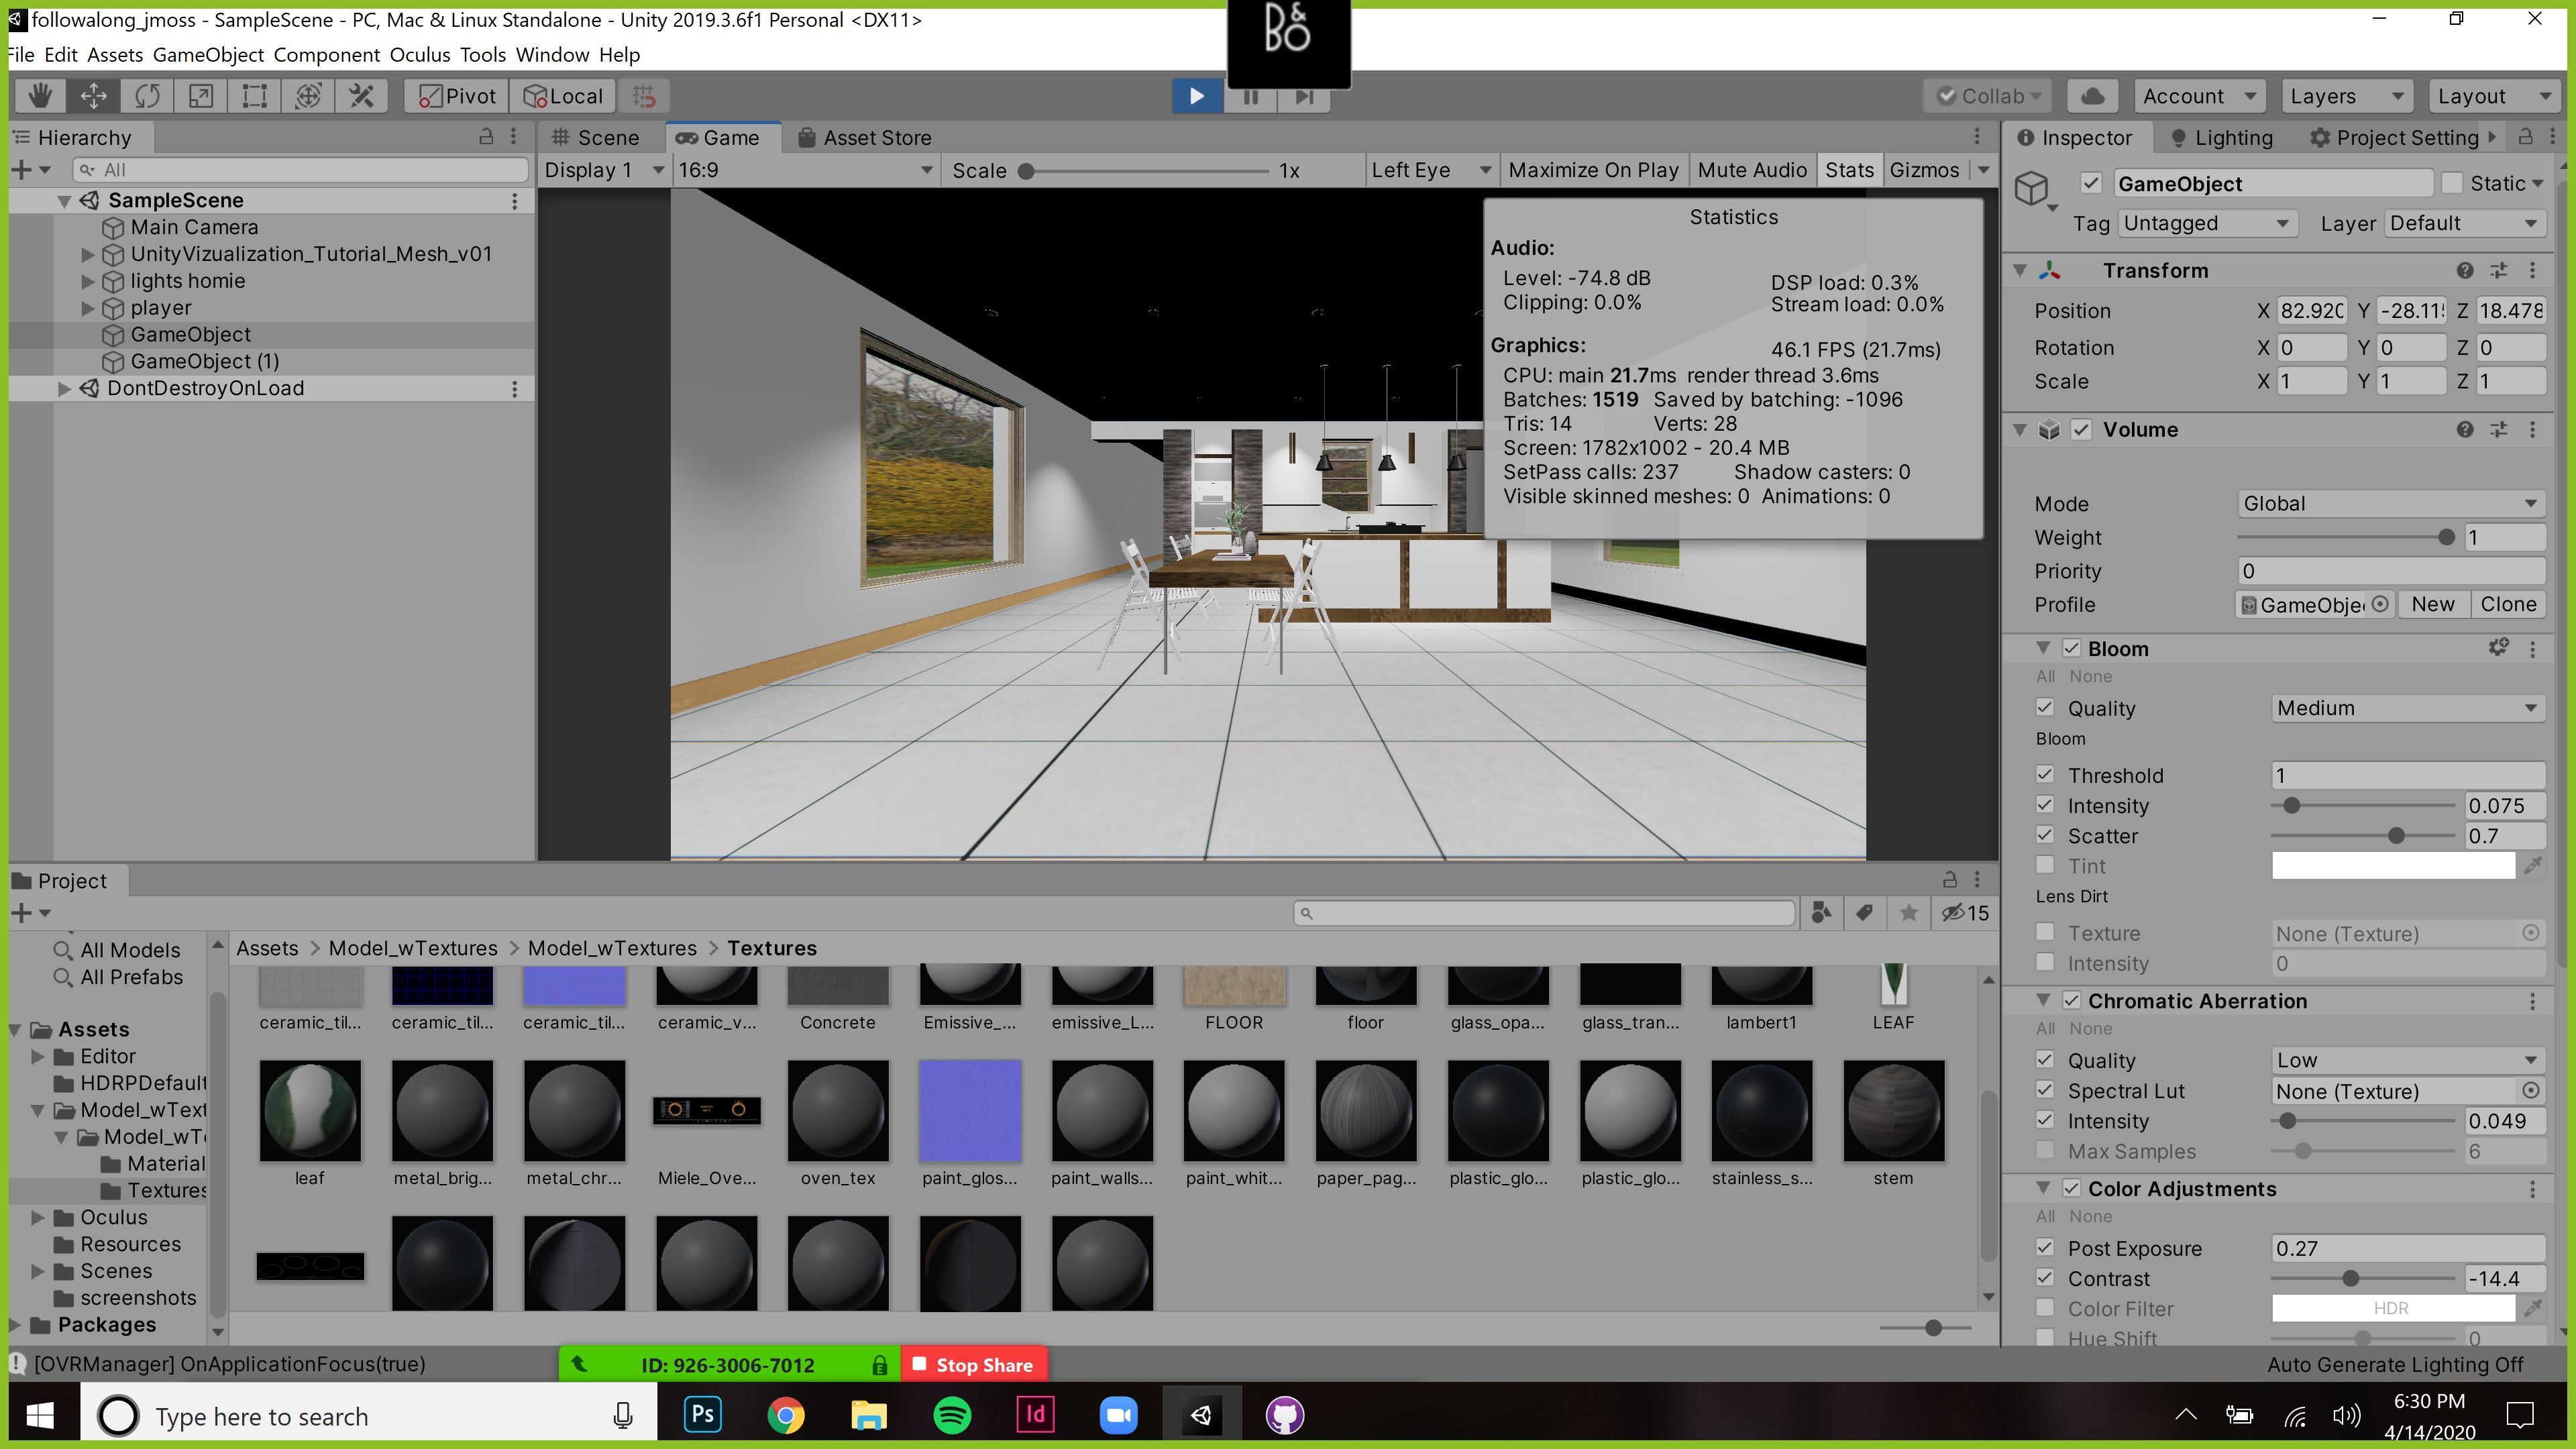 followalong_jmoss - SampleScene - PC, Mac & Linux Standalone - Unity 2019.3.6f1 Personal <DX11>
B&O
File Edit Assets GameObject Component Oculus Tools Window Help
Pivot Local Collab Account Layers Layout
Hierarchy
All
SampleScene
Main Camera
UnityVizualization_Tutorial_Mesh_v01
lights homie
player
GameObject
GameObject (1)
DontDestroyOnLoad
Scene Game Asset Store
Display 1 16:9 Scale 1x Left Eye Maximize On Play Mute Audio Stats Gizmos
Statistics
Audio:
Level: -74.8 dB DSP load: 0.3%
Clipping: 0.0% Stream load: 0.0%
Graphics: 46.1 FPS (21.7ms)
CPU: main 21.7ms render thread 3.6ms
Batches: 1519 Saved by batching: -1096
Tris: 14 Verts: 28
Screen: 1782x1002 - 20.4 MB
SetPass calls: 237 Shadow casters: 0
Visible skinned meshes: 0 Animations: 0
Inspector Lighting Project Setting
GameObject Static
Tag Untagged Layer Default
Transform
Position X 82.920 Y -28.11 Z 18.478
Rotation X 0 Y 0 Z 0
Scale X 1 Y 1 Z 1
Volume
Mode Global
Weight 1
Priority 0
Profile GameObje New Clone
Bloom
All None
Quality Medium
Bloom
Threshold 1
Intensity 0.075
Scatter 0.7
Tint
Lens Dirt
Texture None (Texture)
Intensity 0
Chromatic Aberration
All None
Quality Low
Spectral Lut None (Texture)
Intensity 0.049
Max Samples 6
Color Adjustments
All None
Post Exposure 0.27
Contrast -14.4
Color Filter HDR
Hue Shift 0
Project
15
All Models
All Prefabs
Assets
Editor
HDRPDefault
Model_wText
Model_wT
Material
Textures
Oculus
Resources
Scenes
screenshots
Packages
Assets > Model_wTextures > Model_wTextures > Textures
ceramic_til... ceramic_til... ceramic_til... ceramic_v... Concrete Emissive_... emissive_L... FLOOR floor glass_opa... glass_tran... lambert1 LEAF
leaf metal_brig... metal_chr... Miele_Ove... oven_tex paint_glos... paint_walls... paint_whit... paper_pag... plastic_glo... plastic_glo... stainless_s... stem
[OVRManager] OnApplicationFocus(true) ID: 926-3006-7012 Stop Share Auto Generate Lighting Off
Type here to search Ps Id 6:30 PM
4/14/2020